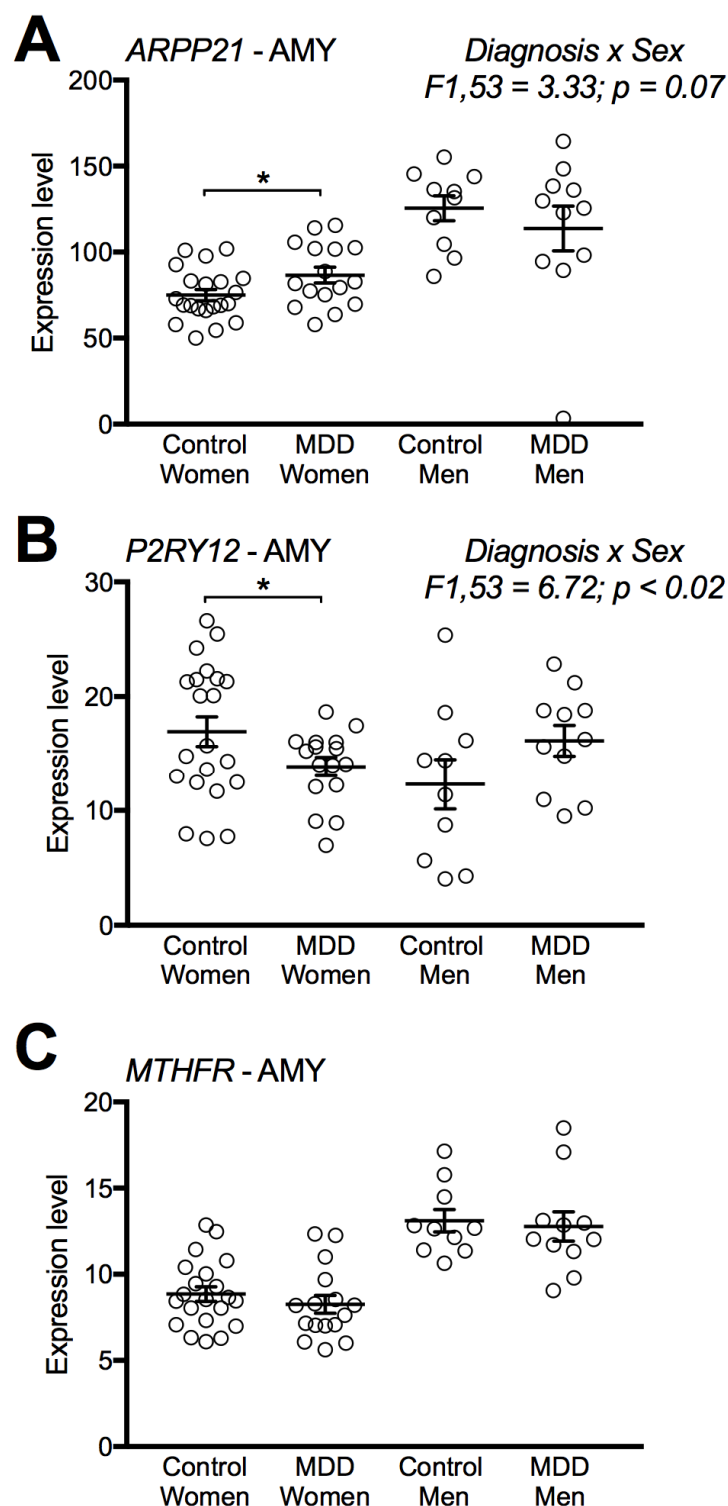 A
ARPP21 - AMY
Diagnosis x Sex
F1,53 = 3.33; p = 0.07
200
150
100
50
0
Expression level
*
Control Women
MDD Women
Control Men
MDD Men
B
P2RY12 - AMY
Diagnosis x Sex
F1,53 = 6.72; p < 0.02
30
20
10
0
Expression level
*
Control Women
MDD Women
Control Men
MDD Men
C
MTHFR - AMY
20
15
10
5
0
Expression level
Control Women
MDD Women
Control Men
MDD Men